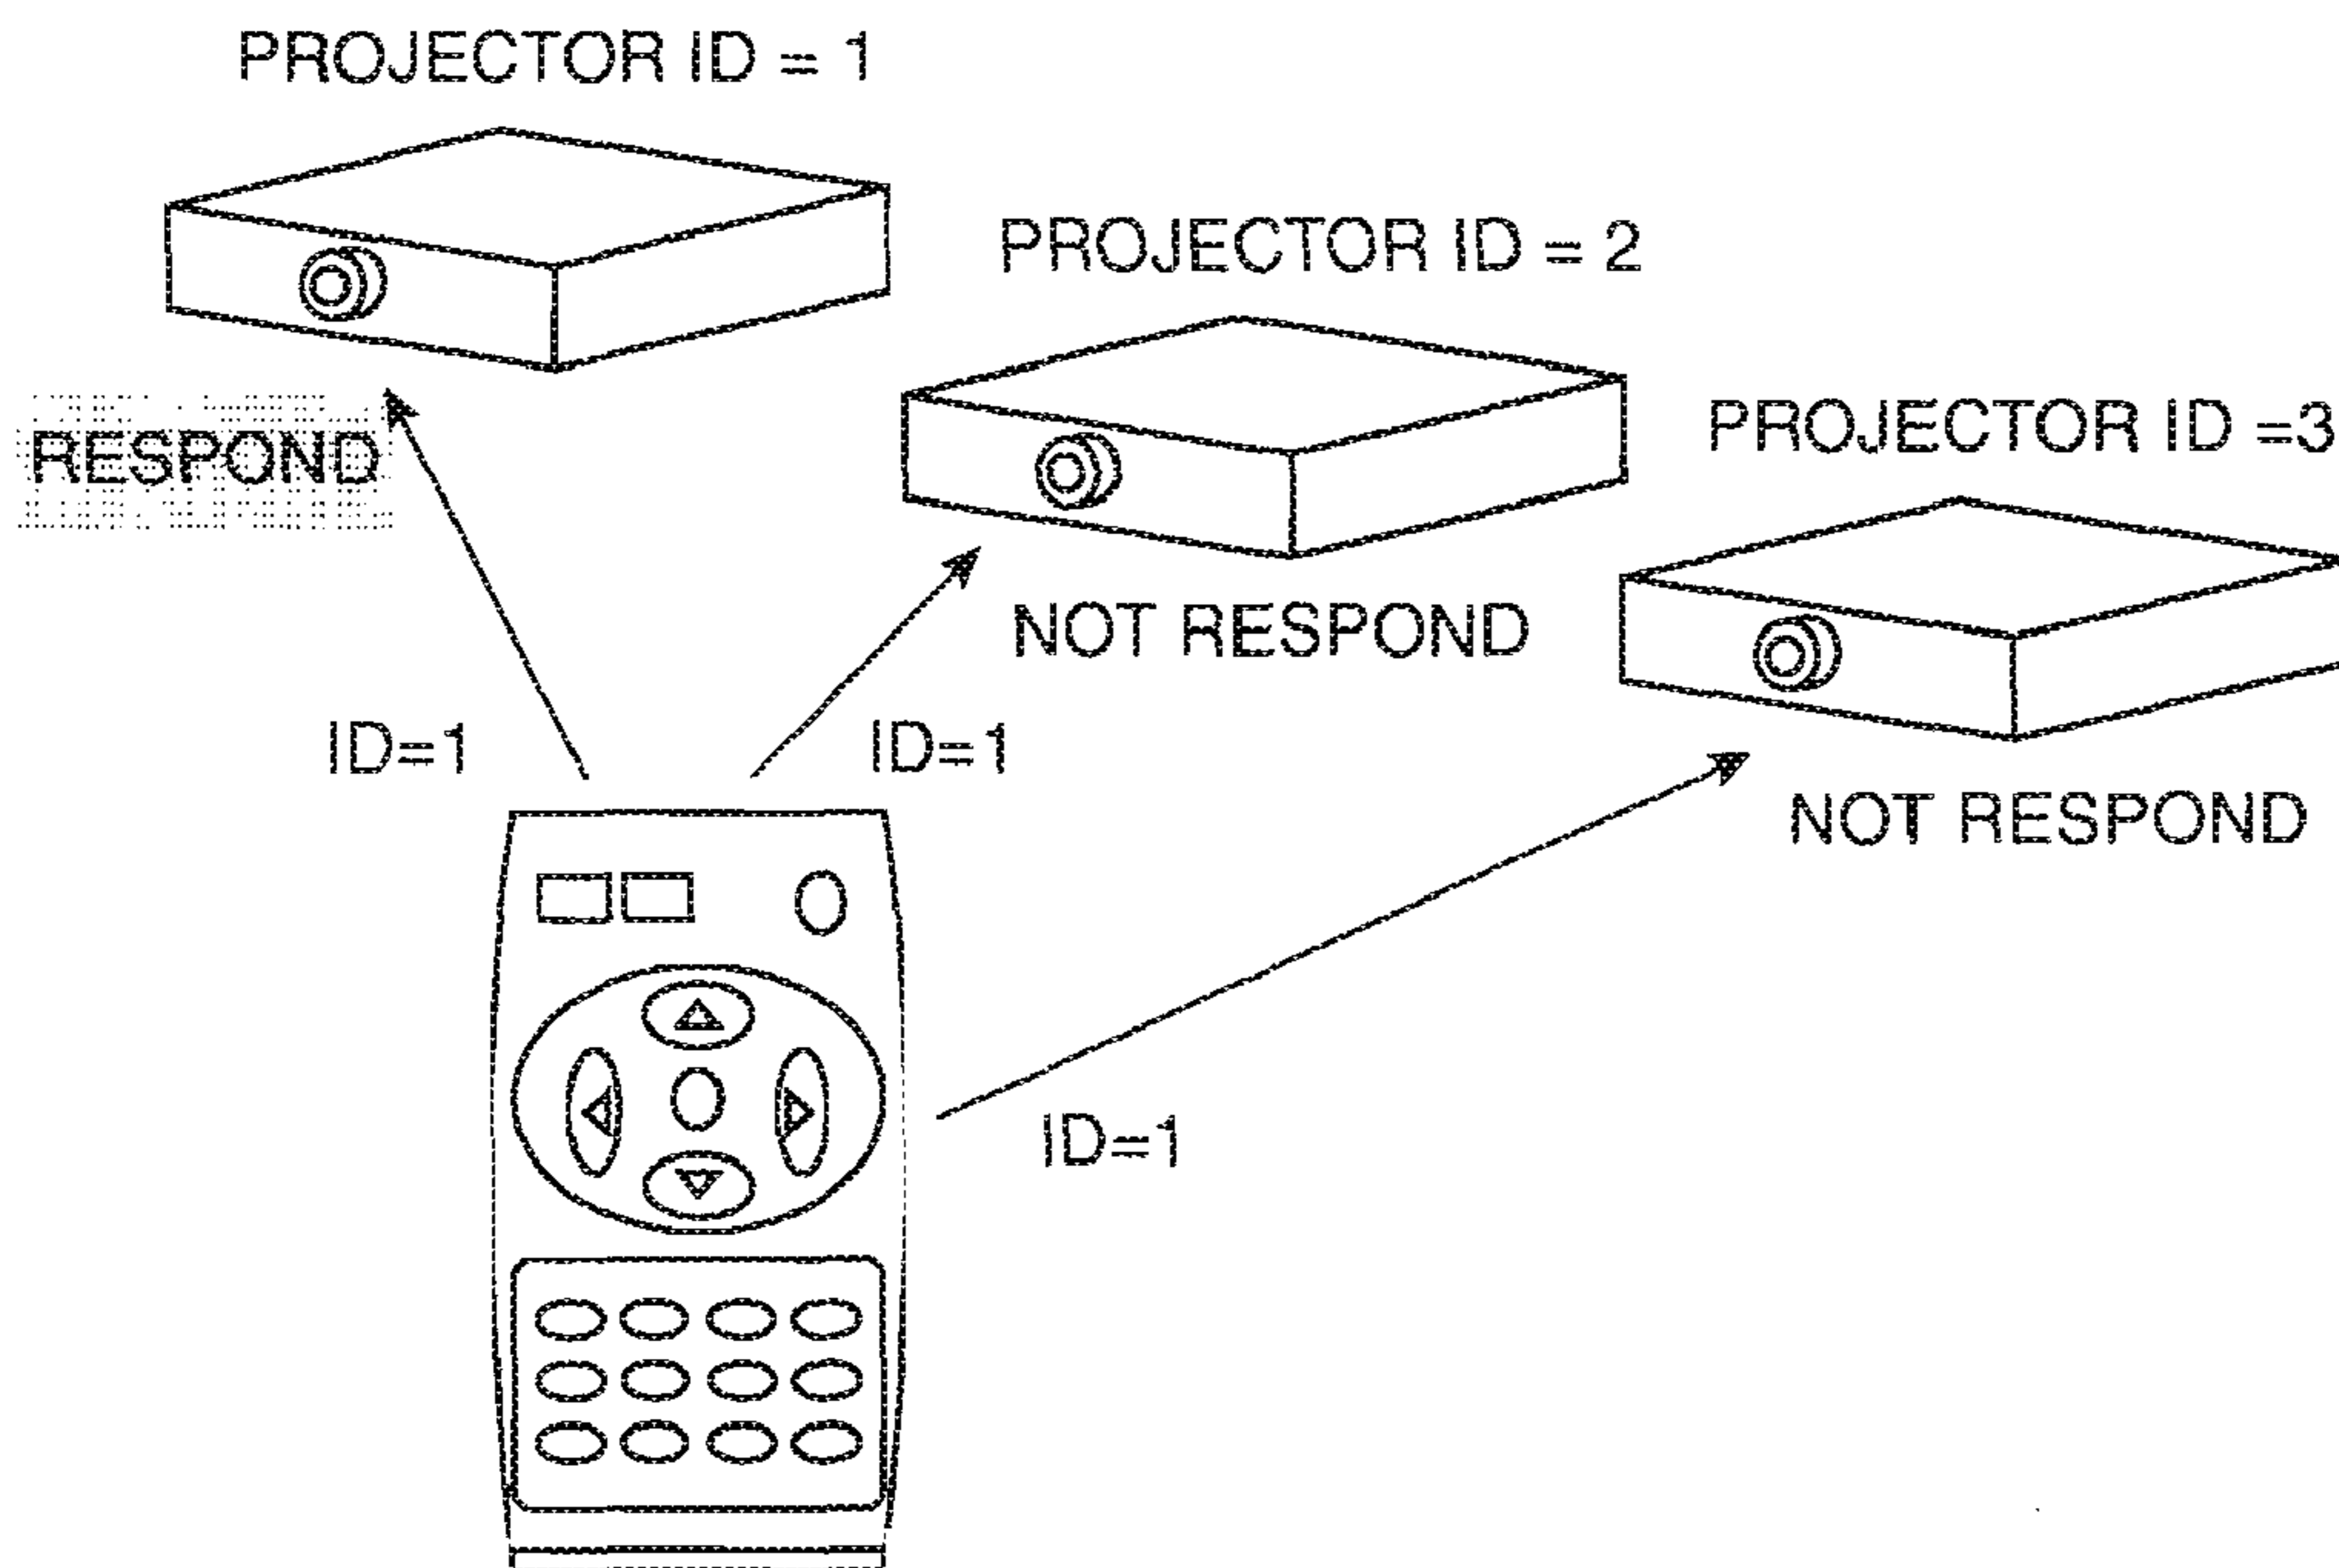 PROJECTOR ID = 1
PROJECTOR ID = 2
PROJECTOR ID =3
RESPOND
NOT RESPOND
ID=1
ID=1
NOT RESPOND
ID=1